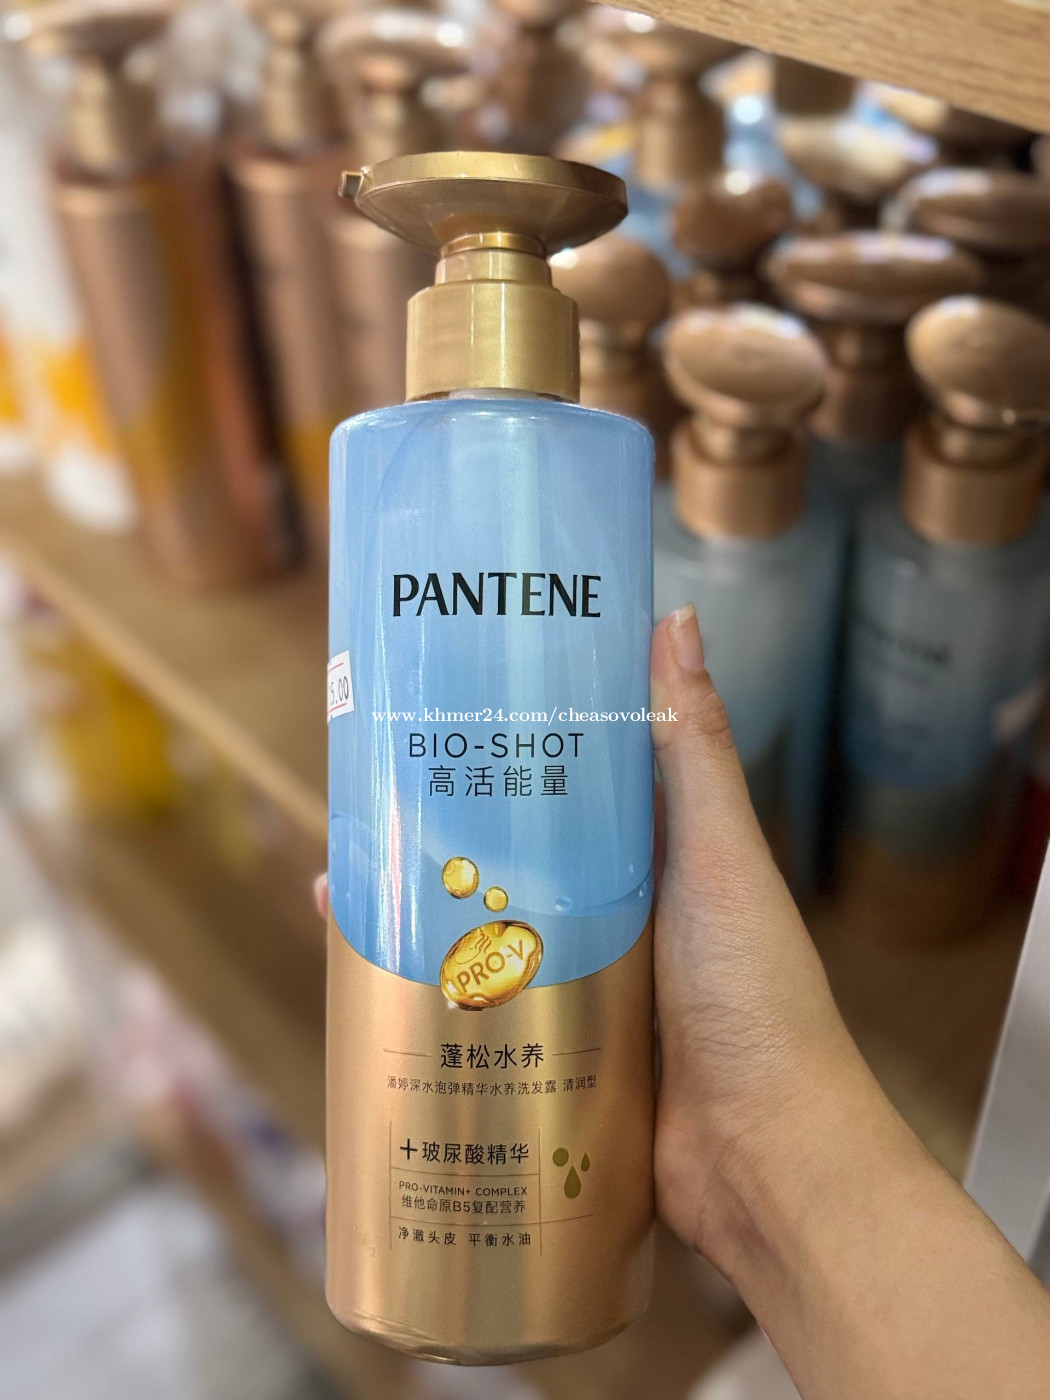 PANTENE
5.00
www.khmer24.com/cheasovoleak
BIO-SHOT
高活能量
PRO-V
蓬松水养
潘婷深水泡弹精华水养洗发露 清润型
+玻尿酸精华
PRO-VITAMIN+ COMPLEX
维他命原B5复配营养
净澈头皮 平衡水油